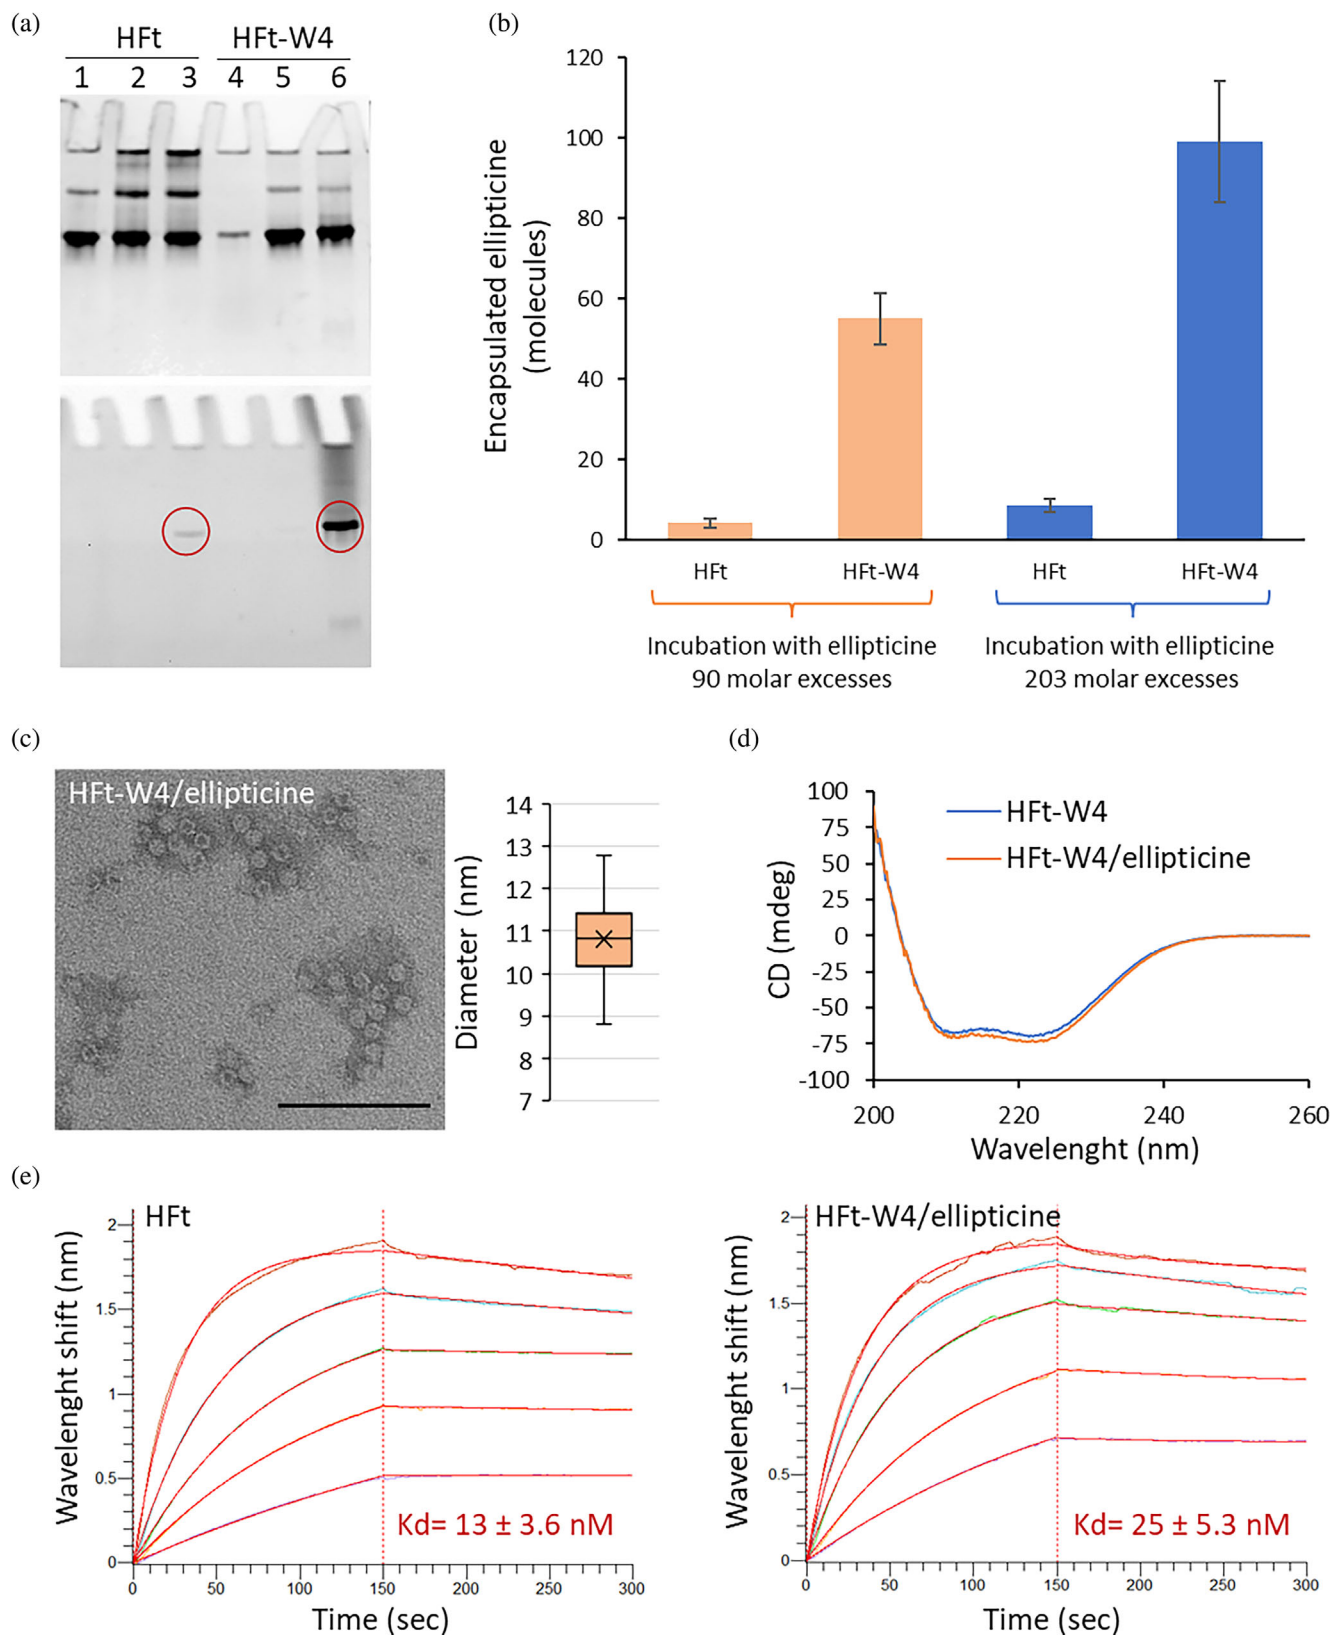 (a)
HFt HFt-W4
1 2 3 4 5 6
(b)
Encapsulated ellipticine
(molecules)
120
100
80
60
40
20
0
HFt HFt-W4 HFt HFt-W4
Incubation with ellipticine
90 molar excesses
Incubation with ellipticine
203 molar excesses
(c)
HFt-W4/ellipticine
Diameter (nm)
14
13
12
11
10
9
8
7
(d)
CD (mdeg)
100
75
50
25
0
-25
-50
-75
-100
HFt-W4
HFt-W4/ellipticine
200 220 240 260
Wavelenght (nm)
(e)
HFt
Wavelenght shift (nm)
2
1.5
1
0.5
0
Kd= 13 ± 3.6 nM
0 50 100 150 200 250 300
Time (sec)
HFt-W4/ellipticine
Wavelenght shift (nm)
2
1.5
1
0.5
0
Kd= 25 ± 5.3 nM
0 50 100 150 200 250 300
Time (sec)